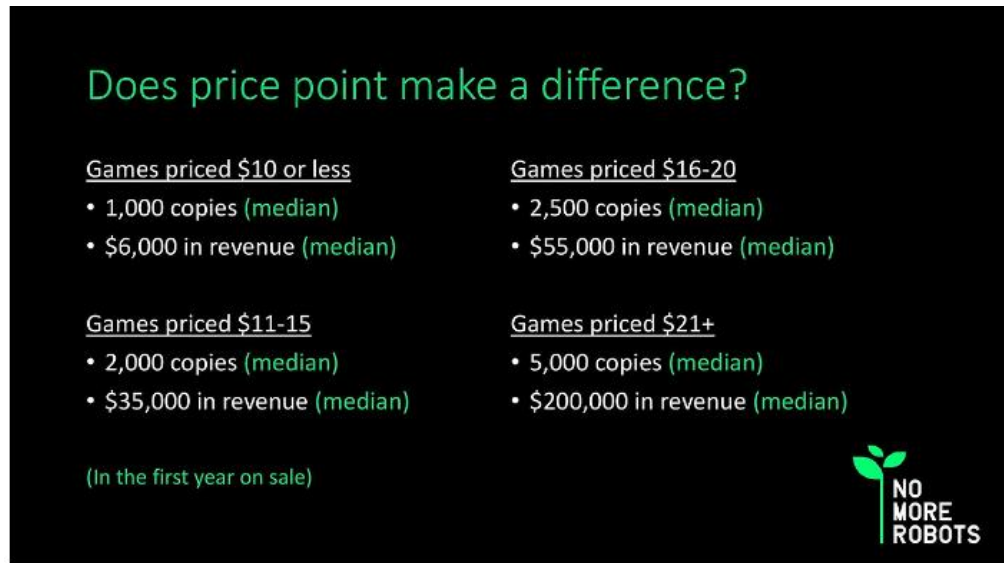 Does price point make a difference?
Games priced $10 or less
• 1,000 copies (median)
• $6,000 in revenue (median)
Games priced $11-15
• 2,000 copies (median)
• $35,000 in revenue (median)
Games priced $16-20
• 2,500 copies (median)
• $55,000 in revenue (median)
Games priced $21+
• 5,000 copies (median)
• $200,000 in revenue (median)
(In the first year on sale)
NO
MORE
ROBOTS